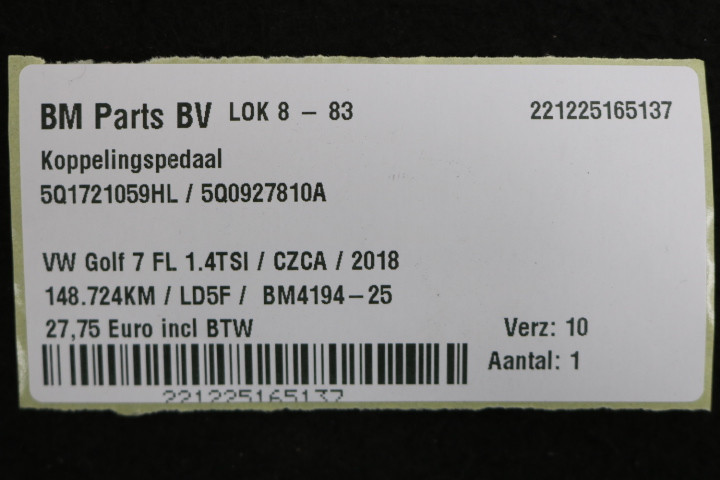 BM Parts BV LOK 8 – 83 221225165137
Koppelingspedaal
5Q1721059HL / 5Q0927810A
VW Golf 7 FL 1.4TSI / CZCA / 2018
148.724KM / LD5F / BM4194–25
27,75 Euro incl BTW Verz: 10
Aantal: 1
221225165137